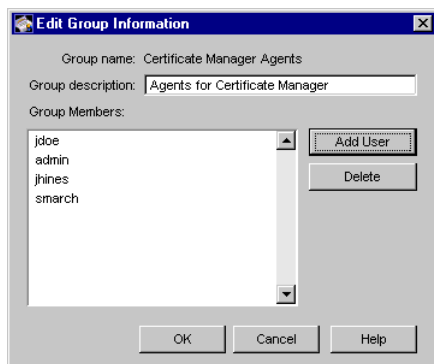 Edit Group Information
Group name: Certificate Manager Agents
Group description: Agents for Certificate Manager
Group Members:
jdoe
admin
jhines
smarch
Add User
Delete
OK Cancel Help